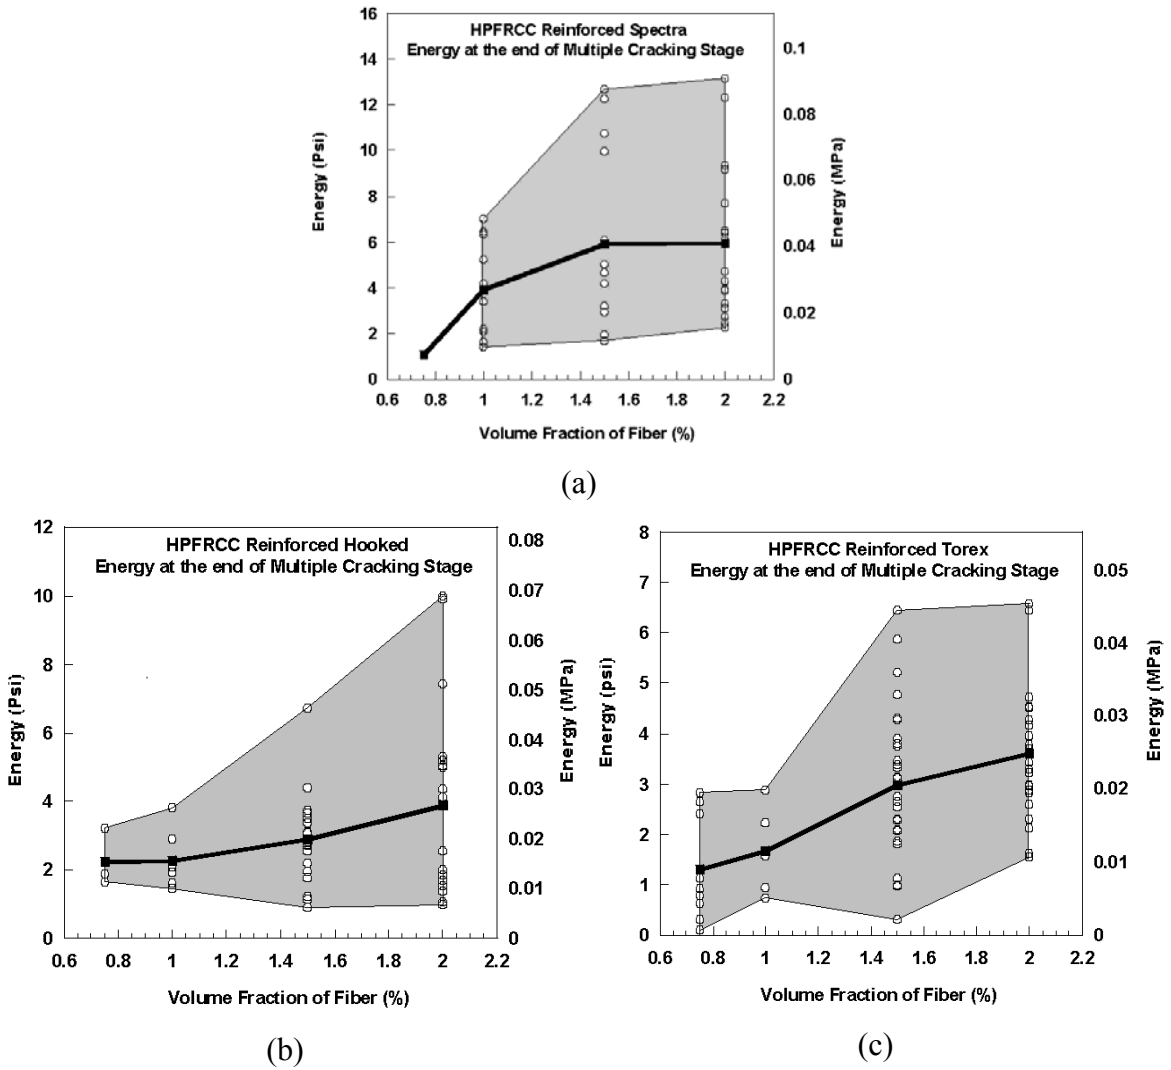 HPFRCC Reinforced Spectra
Energy at the end of Multiple Cracking Stage
16
14
12
10
8
6
4
2
0
Energy (Psi)
0.1
0.08
0.06
0.04
0.02
0
Energy (MPa)
0.6 0.8 1 1.2 1.4 1.6 1.8 2 2.2
Volume Fraction of Fiber (%)
(a)
HPFRCC Reinforced Hooked
Energy at the end of Multiple Cracking Stage
12
10
8
6
4
2
0
Energy (Psi)
0.08
0.07
0.06
0.05
0.04
0.03
0.02
0.01
0
Energy (MPa)
0.6 0.8 1 1.2 1.4 1.6 1.8 2 2.2
Volume Fraction of Fiber (%)
(b)
HPFRCC Reinforced Torex
Energy at the end of Multiple Cracking Stage
8
7
6
5
4
3
2
1
0
Energy (psi)
0.05
0.04
0.03
0.02
0.01
0
Energy (MPa)
0.6 0.8 1 1.2 1.4 1.6 1.8 2 2.2
Volume Fraction of Fiber (%)
(c)